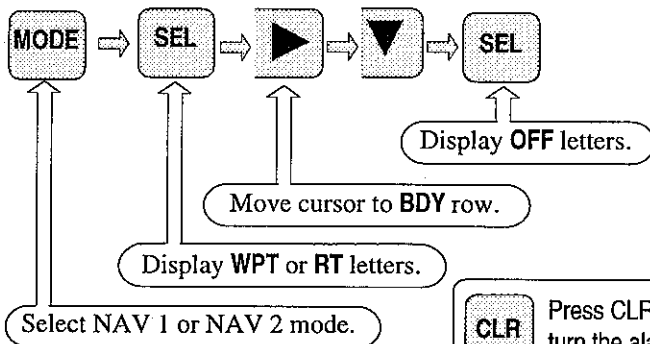 MODE SEL SEL
Display OFF letters.
Move cursor to BDY row.
Display WPT or RT letters.
Select NAV 1 or NAV 2 mode.
CLR
Press CLR
turn the ala